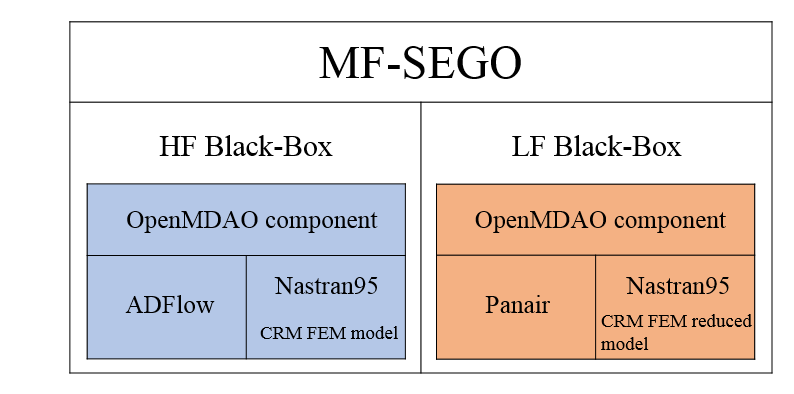 MF-SEGO
HF Black-Box
LF Black-Box
OpenMDAO component
OpenMDAO component
ADFlow
Nastran95
CRM FEM model
Panair
Nastran95
CRM FEM reduced
model